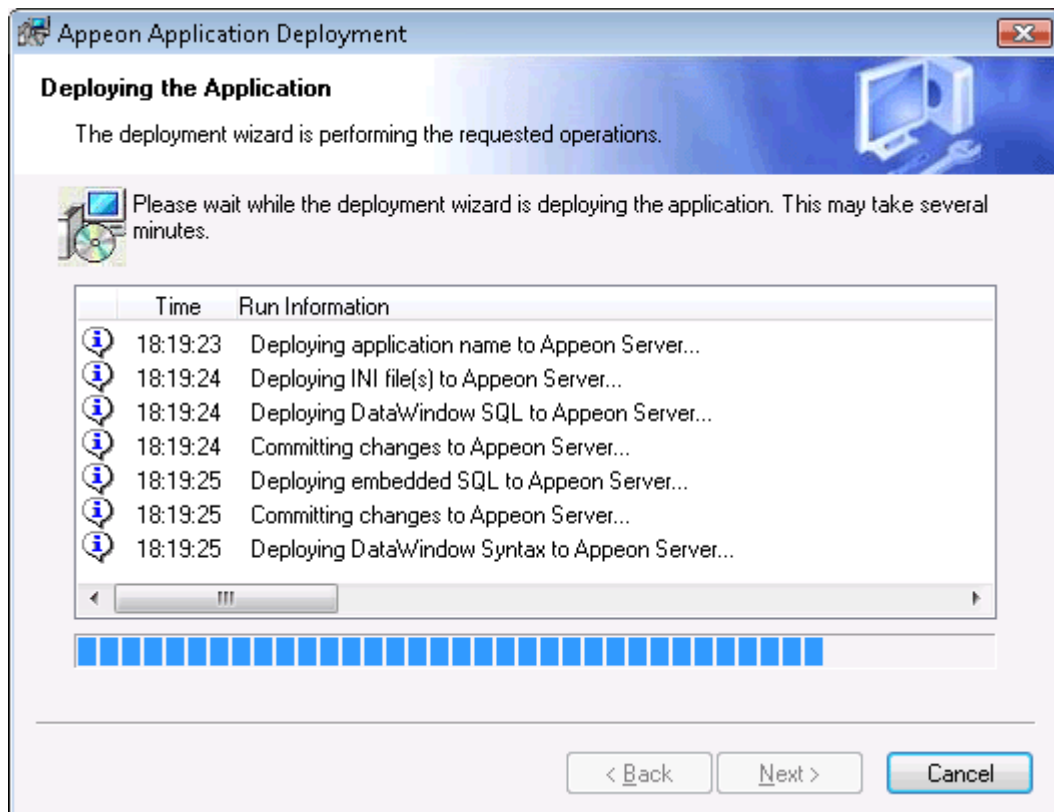 Appeon Application Deployment
Deploying the Application
The deployment wizard is performing the requested operations.
Please wait while the deployment wizard is deploying the application. This may take several
minutes.
Time Run Information
18:19:23 Deploying application name to Appeon Server...
18:19:24 Deploying INI file(s) to Appeon Server...
18:19:24 Deploying DataWindow SQL to Appeon Server...
18:19:24 Committing changes to Appeon Server...
18:19:25 Deploying embedded SQL to Appeon Server...
18:19:25 Committing changes to Appeon Server...
18:19:25 Deploying DataWindow Syntax to Appeon Server...
< Back Next > Cancel